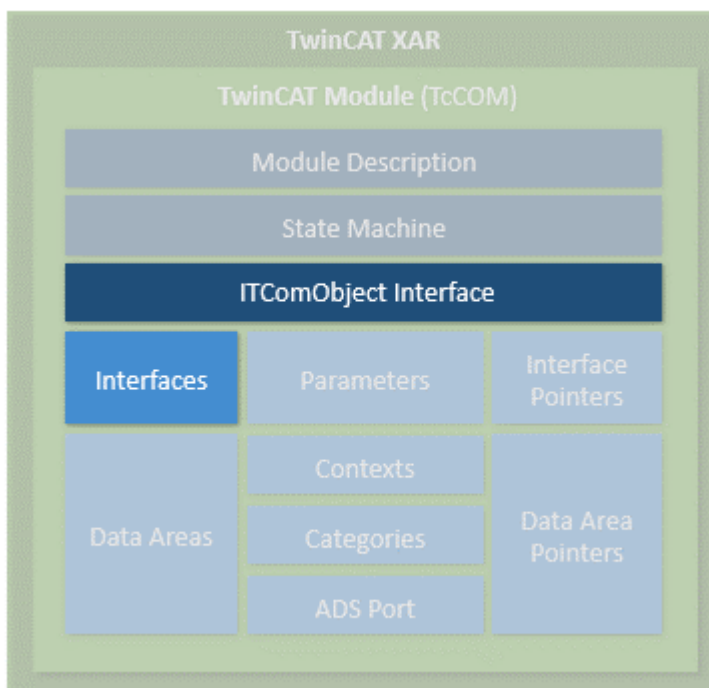 TwinCAT XAR
TwinCAT Module (TcCOM)
Module Description
State Machine
ITComObject Interface
Interfaces
Parameters
Interface
Pointers
Data Areas
Contexts
Categories
ADS Port
Data Area
Pointers